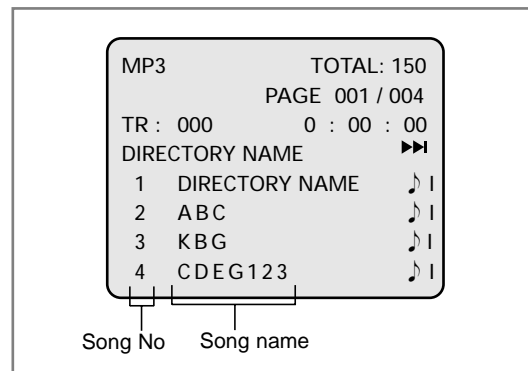 MP3 TOTAL: 150
PAGE 001 / 004
TR : 000 0 : 00 : 00
DIRECTORY NAME
1 DIRECTORY NAME
2 ABC
3 KBG
4 CDEG123
Song No Song name